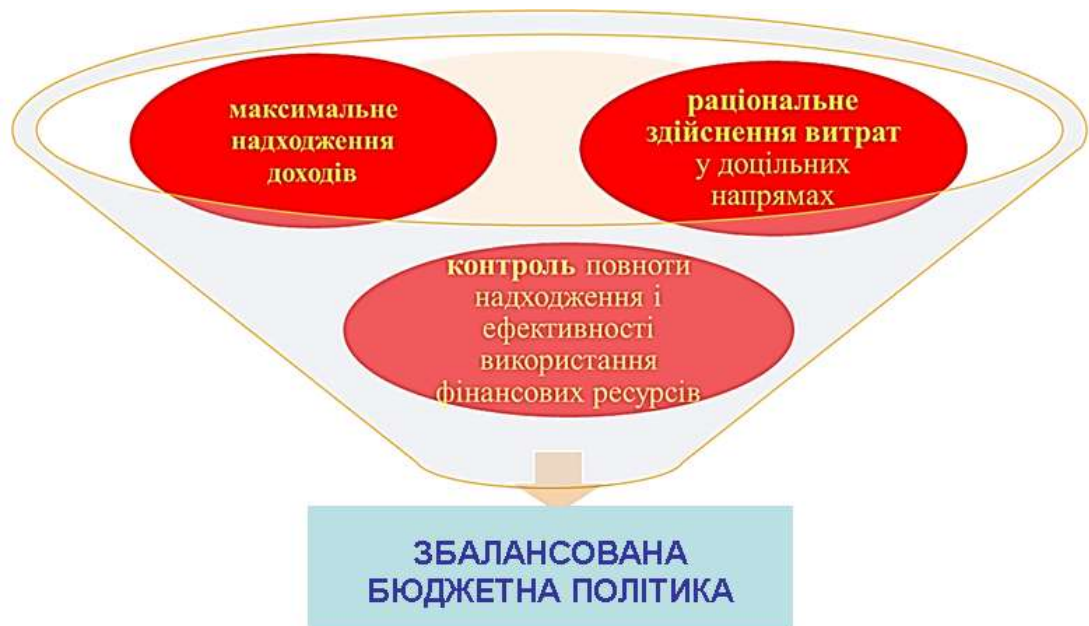 максимальне
надходження
доходів
раціональне
здійснення витрат
у доцільних
напрямах
контроль повноти
надходження і
ефективності
використання
фінансових ресурсів
ЗБАЛАНСОВАНА
БЮДЖЕТНА ПОЛІТИКА